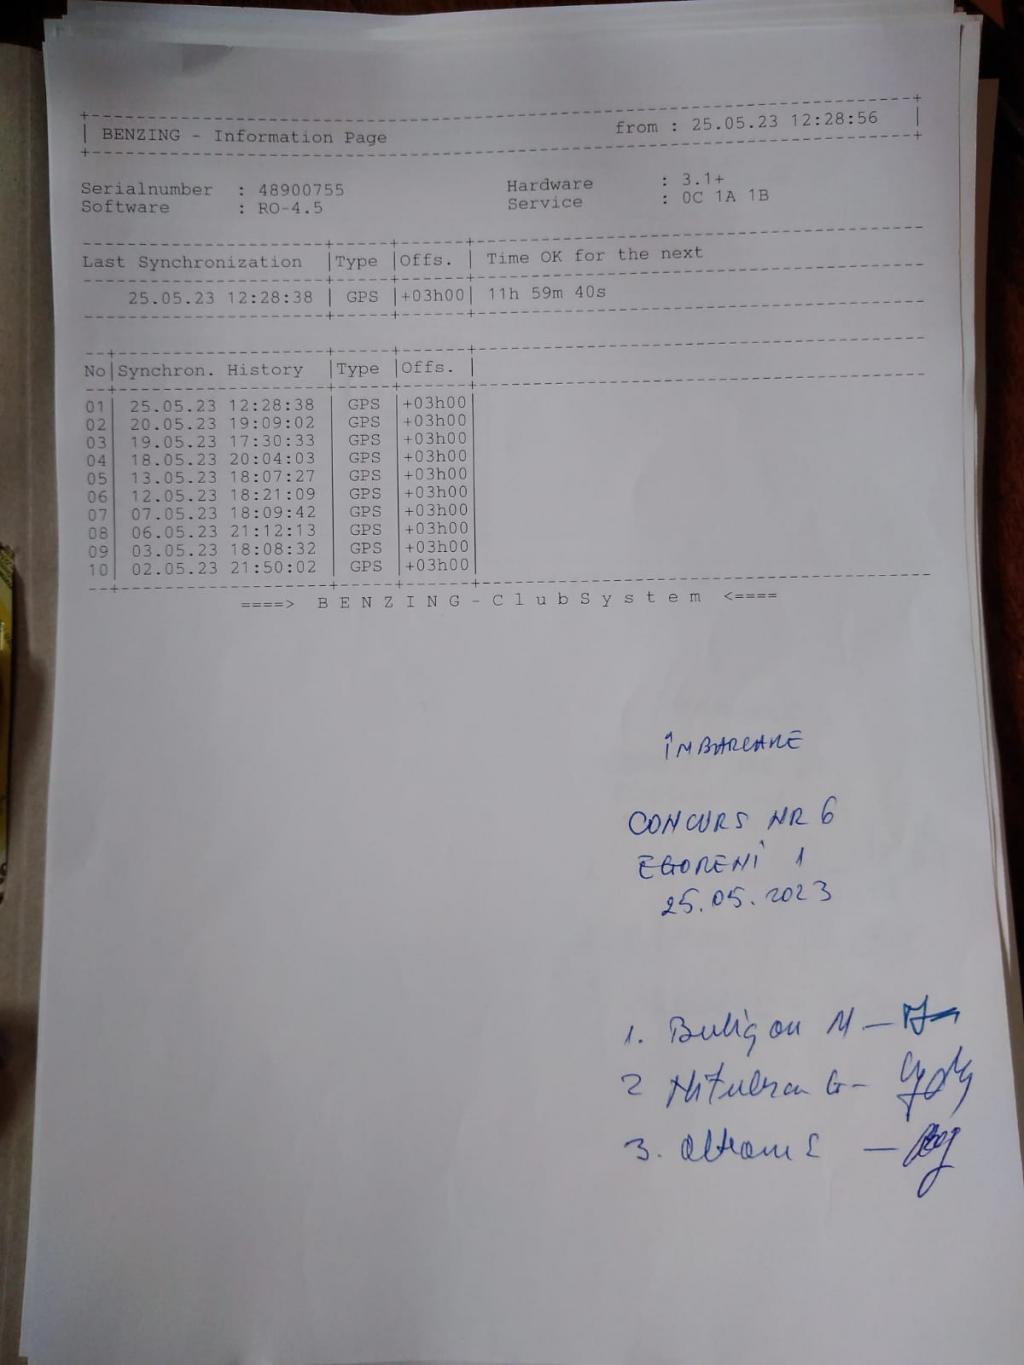 BENZING - Information Page from : 25.05.23 12:28:56
Serialnumber : 48900755 Hardware : 3.1+
Software : RO-4.5 Service : 0C 1A 1B
Last Synchronization |Type |Offs. | Time OK for the next
25.05.23 12:28:38 | GPS |+03h00| 11h 59m 40s
No|Synchron. History |Type |Offs. |
01| 25.05.23 12:28:38 | GPS |+03h00|
02| 20.05.23 19:09:02 | GPS |+03h00|
03| 19.05.23 17:30:33 | GPS |+03h00|
04| 18.05.23 20:04:03 | GPS |+03h00|
05| 13.05.23 18:07:27 | GPS |+03h00|
06| 12.05.23 18:21:09 | GPS |+03h00|
07| 07.05.23 18:09:42 | GPS |+03h00|
08| 06.05.23 21:12:13 | GPS |+03h00|
09| 03.05.23 18:08:32 | GPS |+03h00|
10| 02.05.23 21:50:02 | GPS |+03h00|
====> B E N Z I N G - C l u b S y s t e m <====
ÎMBARCARE
CONCURS NR 6
EGORENI 1
25.05.2023
1. M –
2 G –
3. –